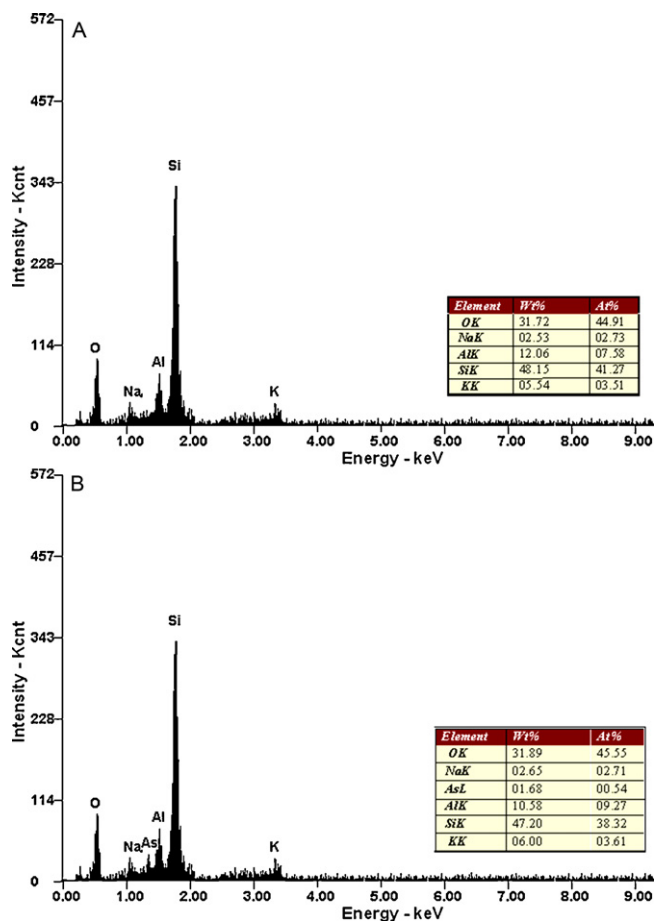 A
572
457
343
228
114
0
Intensity - Kcnt
O
Na
Al
Si
K
Element Wt% At%
OK 31.72 44.91
NaK 02.53 02.73
AlK 12.06 07.58
SiK 48.15 41.27
KK 05.54 03.51
0.00 1.00 2.00 3.00 4.00 5.00 6.00 7.00 8.00 9.00
Energy - keV
B
572
457
343
228
114
0
Intensity - Kcnt
O
Na
As
Al
Si
K
Element Wt% At%
OK 31.89 45.55
NaK 02.65 02.71
AsL 01.68 00.54
AlK 10.58 09.27
SiK 47.20 38.32
KK 06.00 03.61
0.00 1.00 2.00 3.00 4.00 5.00 6.00 7.00 8.00 9.00
Energy - keV